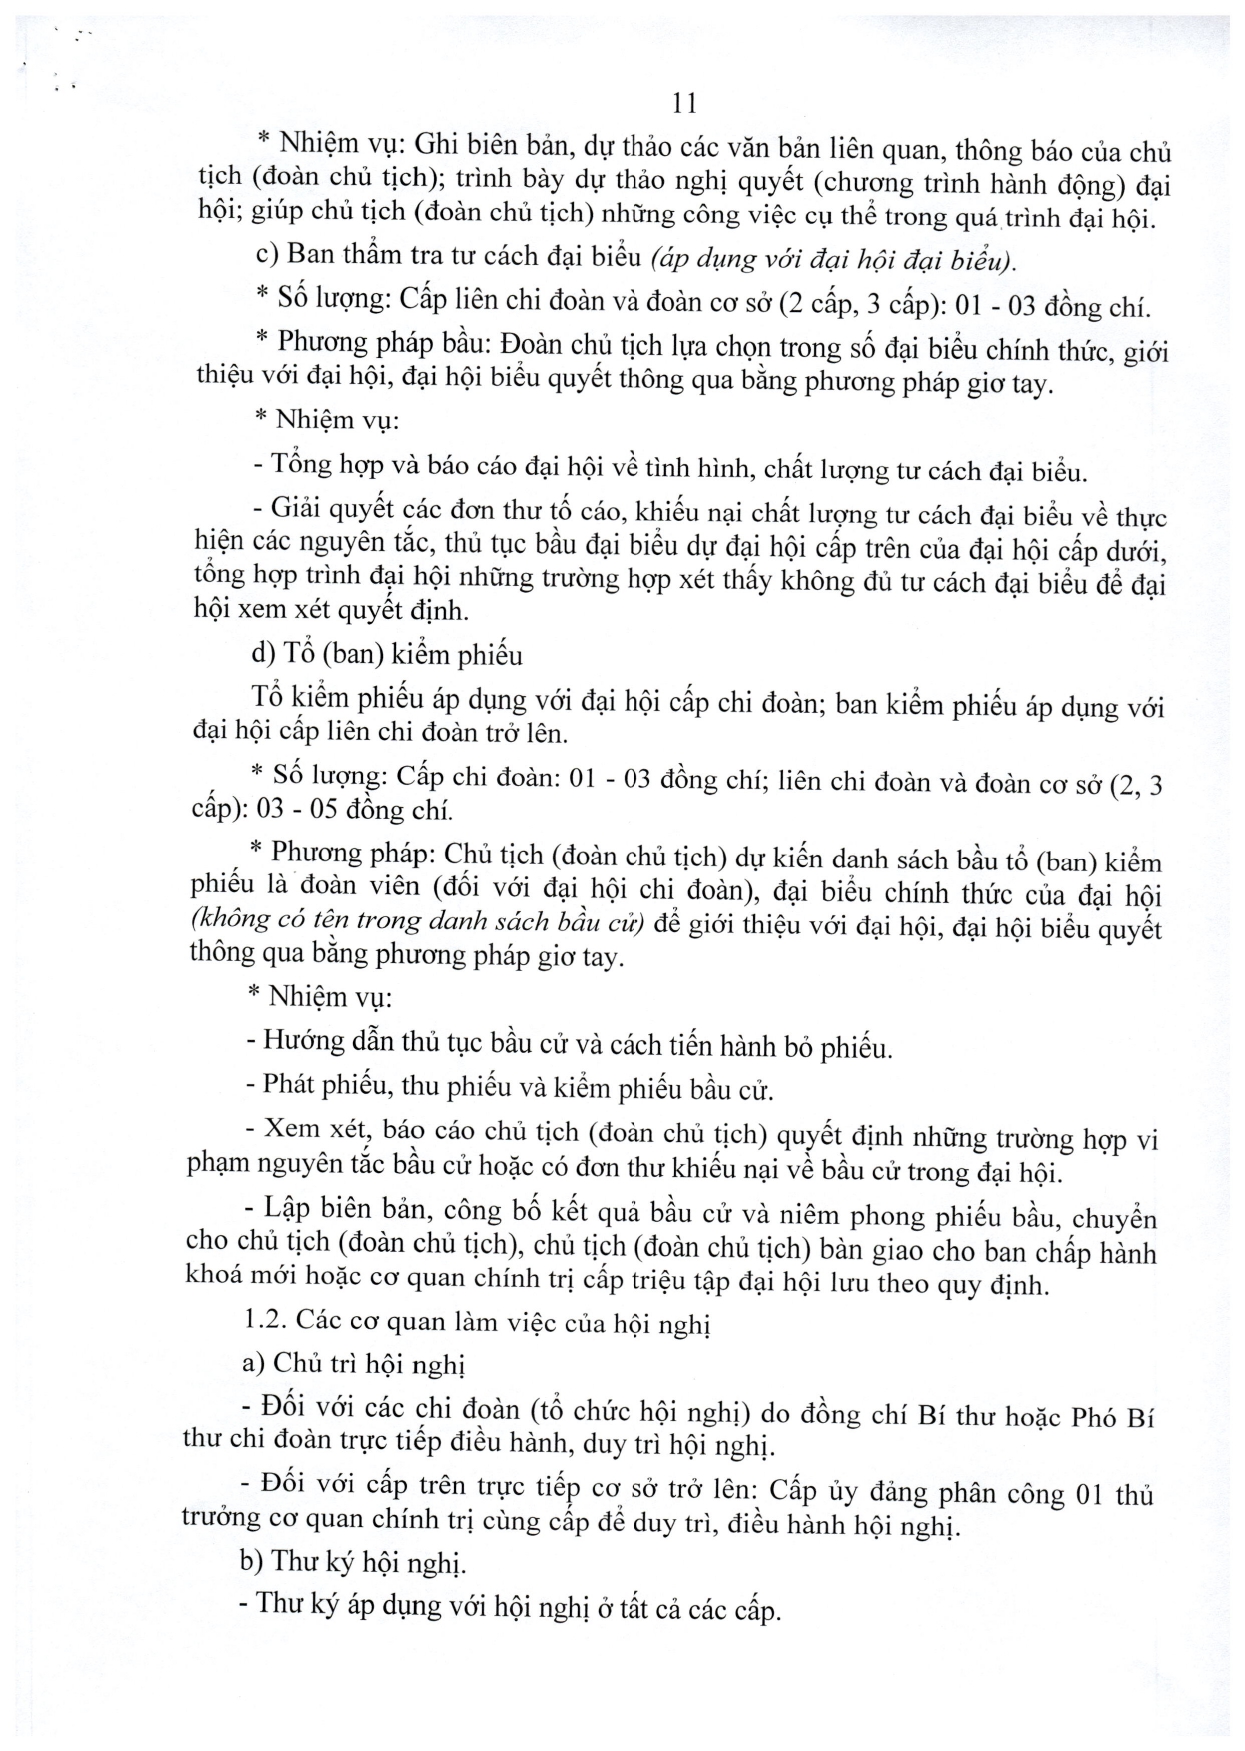 11
* Nhiệm vụ: Ghi biên bản, dự thảo các văn bản liên quan, thông báo của chủ
tịch (đoàn chủ tịch); trình bày dự thảo nghị quyết (chương trình hành động) đại
hội; giúp chủ tịch (đoàn chủ tịch) những công việc cụ thể trong quá trình đại hội.
c) Ban thẩm tra tư cách đại biểu (áp dụng với đại hội đại biểu).
* Số lượng: Cấp liên chi đoàn và đoàn cơ sở (2 cấp, 3 cấp): 01 - 03 đồng chí.
* Phương pháp bầu: Đoàn chủ tịch lựa chọn trong số đại biểu chính thức, giới
thiệu với đại hội, đại hội biểu quyết thông qua bằng phương pháp giơ tay.
* Nhiệm vụ:
- Tổng hợp và báo cáo đại hội về tình hình, chất lượng tư cách đại biểu.
- Giải quyết các đơn thư tố cáo, khiếu nại chất lượng tư cách đại biểu về thực
hiện các nguyên tắc, thủ tục bầu đại biểu dự đại hội cấp trên của đại hội cấp dưới,
tổng hợp trình đại hội những trường hợp xét thấy không đủ tư cách đại biểu để đại
hội xem xét quyết định.
d) Tổ (ban) kiểm phiếu
Tổ kiểm phiếu áp dụng với đại hội cấp chi đoàn; ban kiểm phiếu áp dụng với
đại hội cấp liên chi đoàn trở lên.
* Số lượng: Cấp chi đoàn: 01 - 03 đồng chí; liên chi đoàn và đoàn cơ sở (2, 3
cấp): 03 - 05 đồng chí.
* Phương pháp: Chủ tịch (đoàn chủ tịch) dự kiến danh sách bầu tổ (ban) kiểm
phiếu là đoàn viên (đối với đại hội chi đoàn), đại biểu chính thức của đại hội
(không có tên trong danh sách bầu cử) để giới thiệu với đại hội, đại hội biểu quyết
thông qua bằng phương pháp giơ tay.
* Nhiệm vụ:
- Hướng dẫn thủ tục bầu cử và cách tiến hành bỏ phiếu.
- Phát phiếu, thu phiếu và kiểm phiếu bầu cử.
- Xem xét, báo cáo chủ tịch (đoàn chủ tịch) quyết định những trường hợp vi
phạm nguyên tắc bầu cử hoặc có đơn thư khiếu nại về bầu cử trong đại hội.
- Lập biên bản, công bố kết quả bầu cử và niêm phong phiếu bầu, chuyển
cho chủ tịch (đoàn chủ tịch), chủ tịch (đoàn chủ tịch) bàn giao cho ban chấp hành
khoá mới hoặc cơ quan chính trị cấp triệu tập đại hội lưu theo quy định.
1.2. Các cơ quan làm việc của hội nghị
a) Chủ trì hội nghị
- Đối với các chi đoàn (tổ chức hội nghị) do đồng chí Bí thư hoặc Phó Bí
thư chi đoàn trực tiếp điều hành, duy trì hội nghị.
- Đối với cấp trên trực tiếp cơ sở trở lên: Cấp ủy đảng phân công 01 thủ
trưởng cơ quan chính trị cùng cấp để duy trì, điều hành hội nghị.
b) Thư ký hội nghị.
- Thư ký áp dụng với hội nghị ở tất cả các cấp.